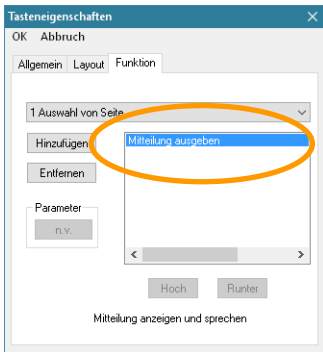 Tasteneigenschaften
OK Abbruch
Allgemein Layout Funktion
1 Auswahl von Seite
Hinzufügen
Mitteilung ausgeben
Entfernen
Parameter
n.v.
Hoch Runter
Mitteilung anzeigen und sprechen